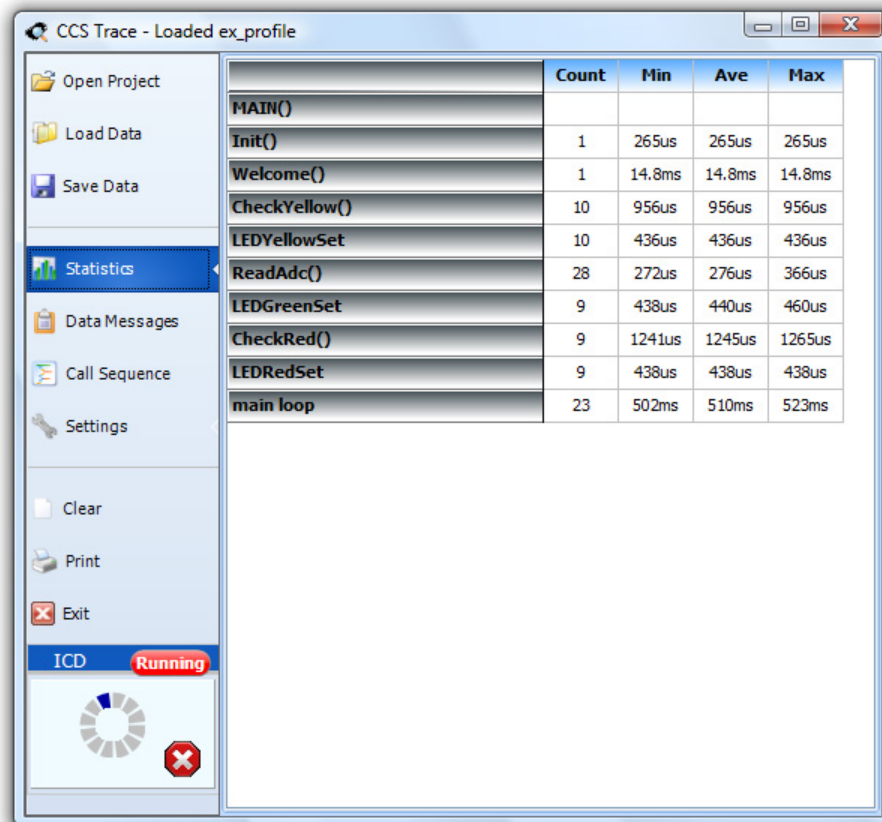 CCS Trace - Loaded ex_profile
Open Project
Load Data
Save Data
Statistics
Data Messages
Call Sequence
Settings
Clear
Print
Exit
ICD Running
Count Min Ave Max
MAIN()
Init() 1 265us 265us 265us
Welcome() 1 14.8ms 14.8ms 14.8ms
CheckYellow() 10 956us 956us 956us
LEDYellowSet 10 436us 436us 436us
ReadAdc() 28 272us 276us 366us
LEDGreenSet 9 438us 440us 460us
CheckRed() 9 1241us 1245us 1265us
LEDRedSet 9 438us 438us 438us
main loop 23 502ms 510ms 523ms